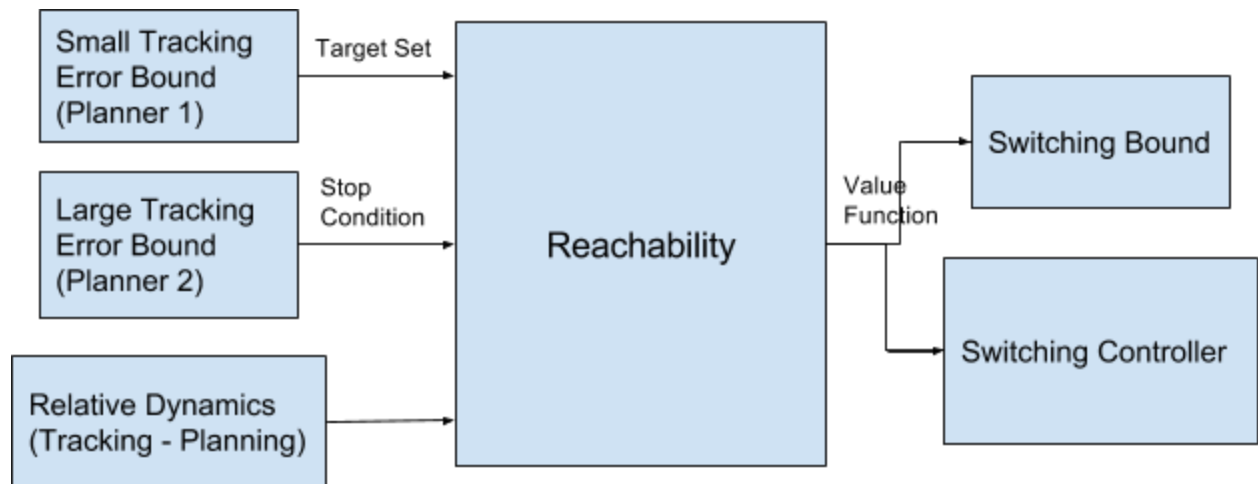 Small Tracking
Error Bound
(Planner 1)
Target Set
Large Tracking
Error Bound
(Planner 2)
Stop
Condition
Relative Dynamics
(Tracking - Planning)
Reachability
Value
Function
Switching Bound
Switching Controller